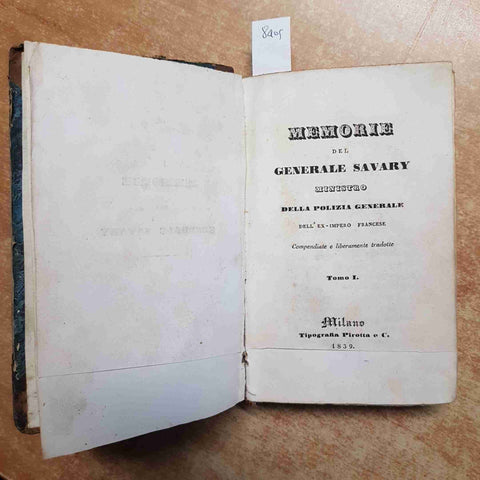 MEMORIE
DEL
GENERALE SAVARY
MINISTRO
DELLA POLIZIA GENERALE
DELL' EX-IMPERO FRANCESE
Compendiate e liberamente tradotte
Tomo I.
Milano
Tipografia Pirotta e C.
1839.